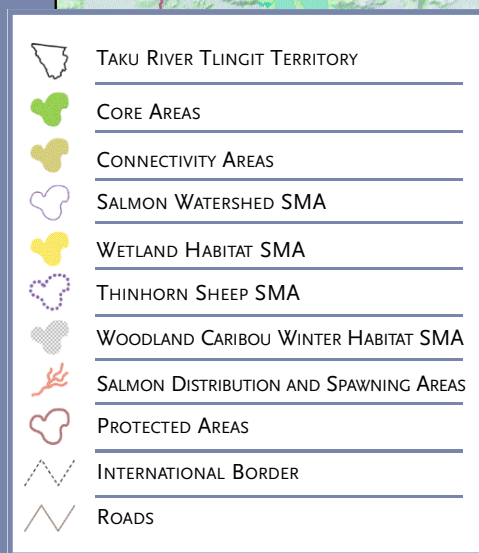 Taku River Tlingit Territory
Core Areas
Connectivity Areas
Salmon Watershed SMA
Wetland Habitat SMA
Thinhorn Sheep SMA
Woodland Caribou Winter Habitat SMA
Salmon Distribution and Spawning Areas
Protected Areas
International Border
Roads